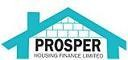 PROSPER
HOUSING FINANCE LIMITED